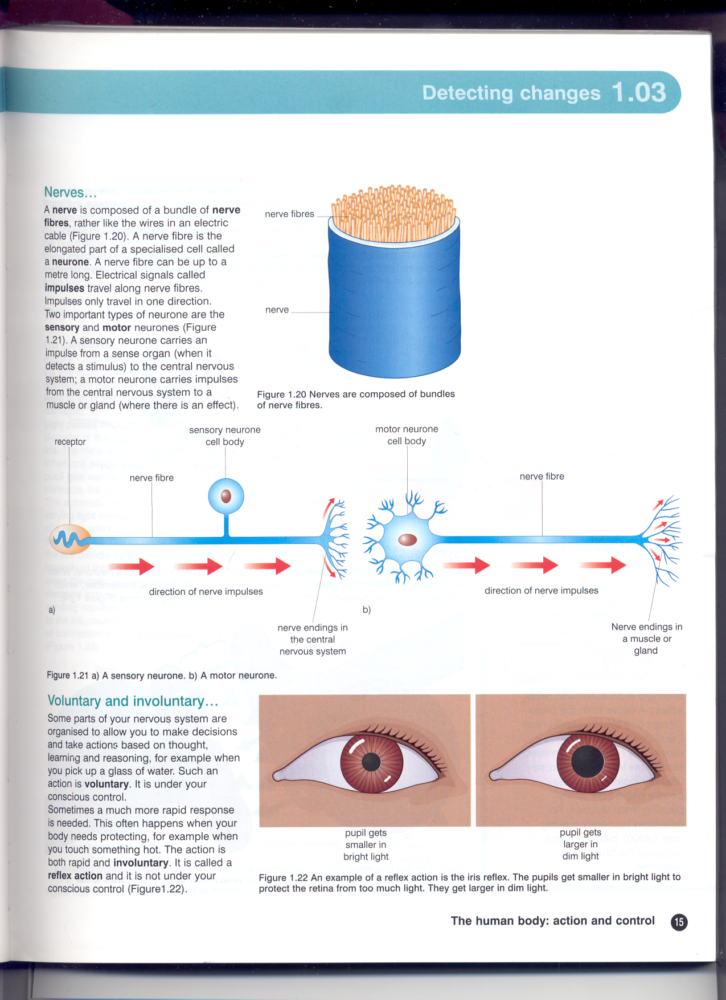 Detecting changes 1.03
Nerves...
A nerve is composed of a bundle of nerve
fibres, rather like the wires in an electric
cable (Figure 1.20). A nerve fibre is the
elongated part of a specialised cell called
a neurone. A nerve fibre can be up to a
metre long. Electrical signals called
impulses travel along nerve fibres.
Impulses only travel in one direction.
Two important types of neurone are the
sensory and motor neurones (Figure
1.21). A sensory neurone carries an
impulse from a sense organ (when it
detects a stimulus) to the central nervous
system; a motor neurone carries impulses
from the central nervous system to a
muscle or gland (where there is an effect).
nerve fibres
nerve
Figure 1.20 Nerves are composed of bundles
of nerve fibres.
receptor
nerve fibre
sensory neurone
cell body
direction of nerve impulses
a)
nerve endings in
the central
nervous system
motor neurone
cell body
nerve fibre
direction of nerve impulses
b)
Nerve endings in
a muscle or
gland
Figure 1.21 a) A sensory neurone. b) A motor neurone.
Voluntary and involuntary...
Some parts of your nervous system are
organised to allow you to make decisions
and take actions based on thought,
learning and reasoning, for example when
you pick up a glass of water. Such an
action is voluntary. It is under your
conscious control.
Sometimes a much more rapid response
is needed. This often happens when your
body needs protecting, for example when
you touch something hot. The action is
both rapid and involuntary. It is called a
reflex action and it is not under your
conscious control (Figure1.22).
pupil gets
smaller in
bright light
pupil gets
larger in
dim light
Figure 1.22 An example of a reflex action is the iris reflex. The pupils get smaller in bright light to
protect the retina from too much light. They get larger in dim light.
The human body: action and control 15